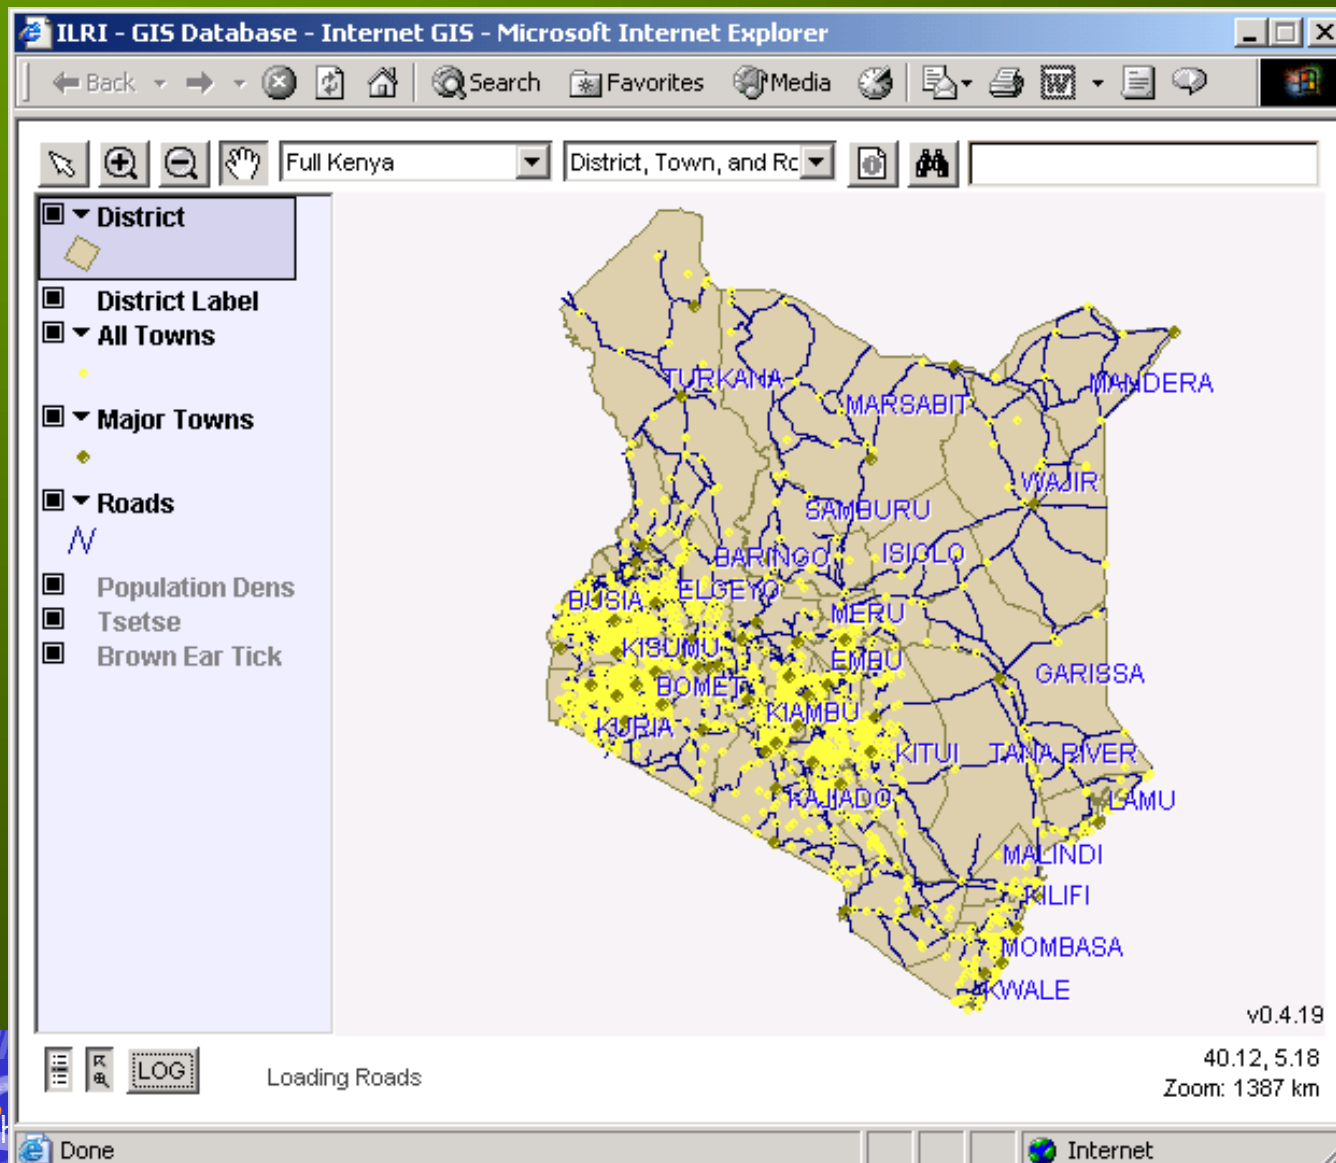 ILRI - GIS Database - Internet GIS - Microsoft Internet Explorer
Back Search Favorites Media
Full Kenya District, Town, and Rc
District
District Label
All Towns
Major Towns
Roads
Population Dens
Tsetse
Brown Ear Tick
TURKANA
MANDERA
MARSABIT
WAJIR
SAMBURU
BARINGO ISIOLO
BUSIA ELGEYO
MERU
KISUMU EMBU
BOMET GARISSA
KIAMBU
KURIA
KITUI TANA RIVER
KAJIADO LAMU
MALINDI
KILIFI
MOMBASA
KWALE
v0.4.19
LOG Loading Roads
40.12, 5.18
Zoom: 1387 km
Done Internet